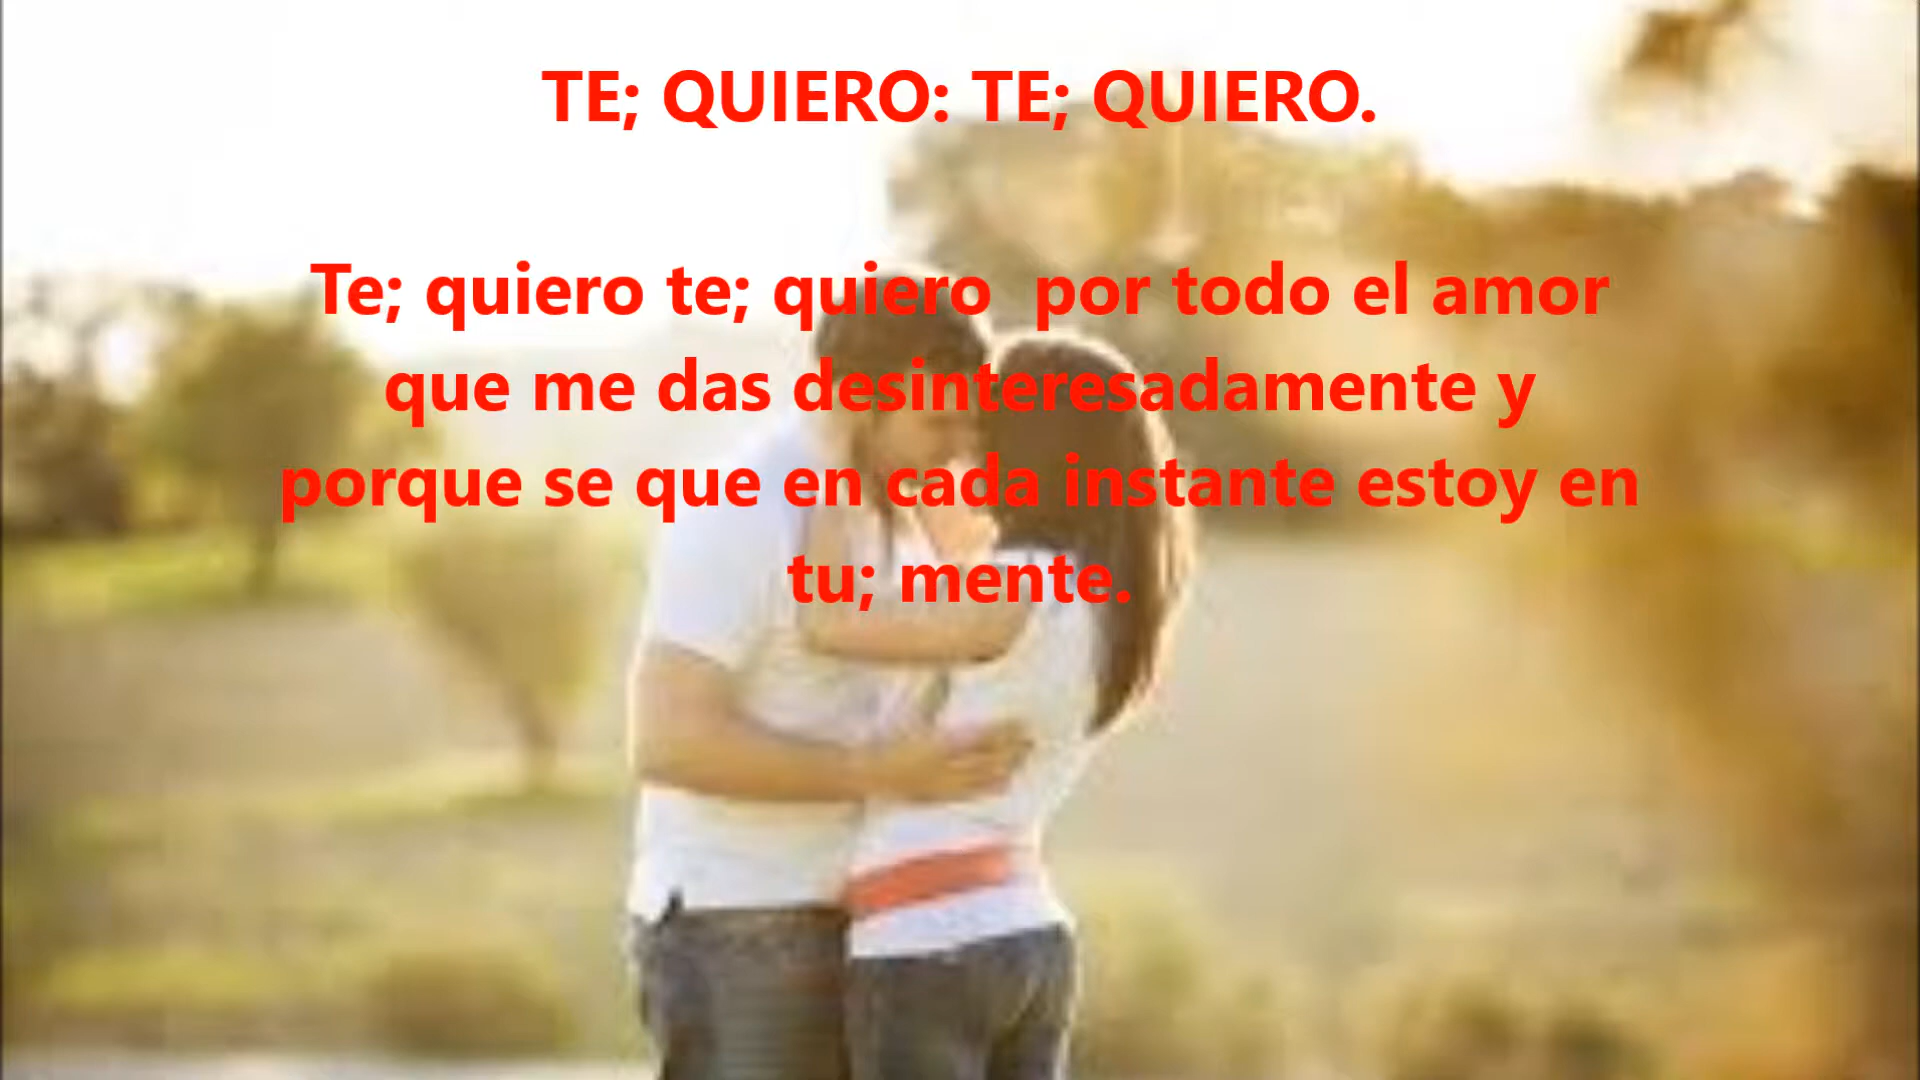 TE; QUIERO: TE; QUIERO.
Te; quiero te; quiero  por todo el amor
que me das desinteresadamente y
porque se que en cada instante estoy en
tu; mente.